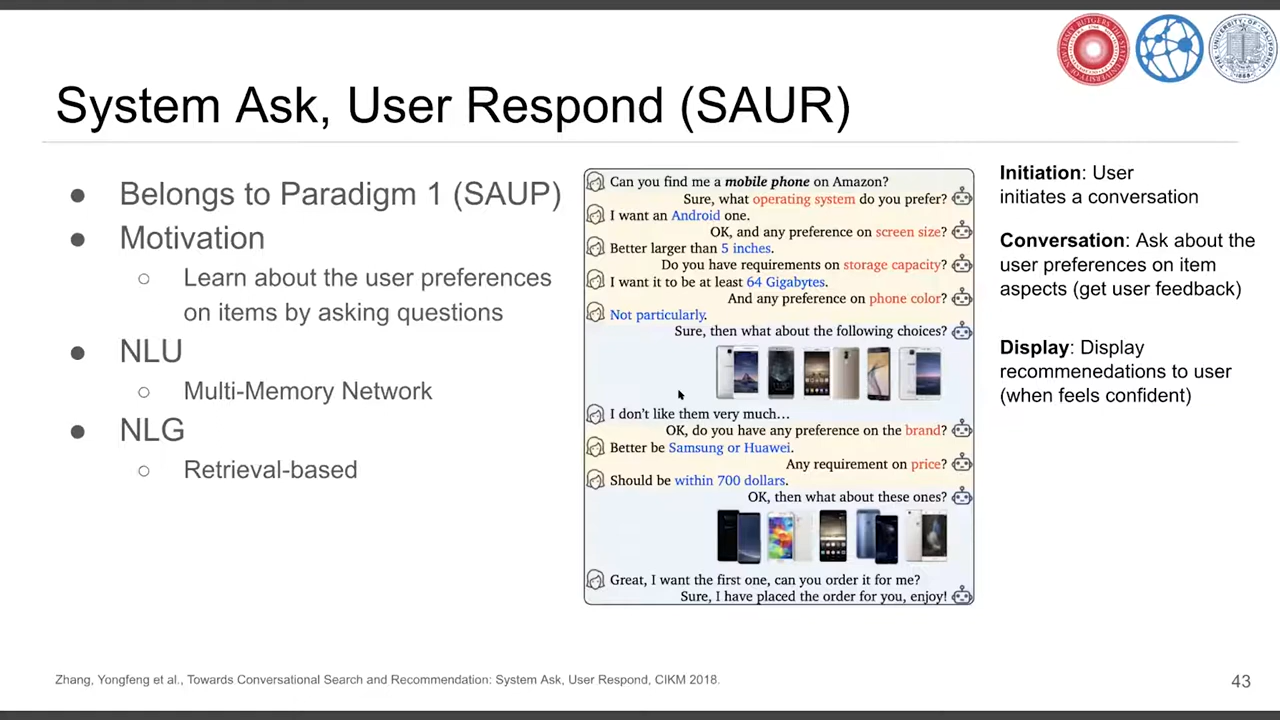 System Ask, User Respond (SAUR)
● Belongs to Paradigm 1 (SAUP)
● Motivation
○ Learn about the user preferences
on items by asking questions
● NLU
○ Multi-Memory Network
● NLG
○ Retrieval-based
Can you find me a mobile phone on Amazon?
Sure, what operating system do you prefer?
I want an Android one.
OK, and any preference on screen size?
Better larger than 5 inches.
Do you have requirements on storage capacity?
I want it to be at least 64 Gigabytes.
And any preference on phone color?
Not particularly.
Sure, then what about the following choices?
I don't like them very much...
OK, do you have any preference on the brand?
Better be Samsung or Huawei.
Any requirement on price?
Should be within 700 dollars.
OK, then what about these ones?
Great, I want the first one, can you order it for me?
Sure, I have placed the order for you, enjoy!
Initiation: User
initiates a conversation
Conversation: Ask about the
user preferences on item
aspects (get user feedback)
Display: Display
recommenedations to user
(when feels confident)
Zhang, Yongfeng et al., Towards Conversational Search and Recommendation: System Ask, User Respond, CIKM 2018.
43